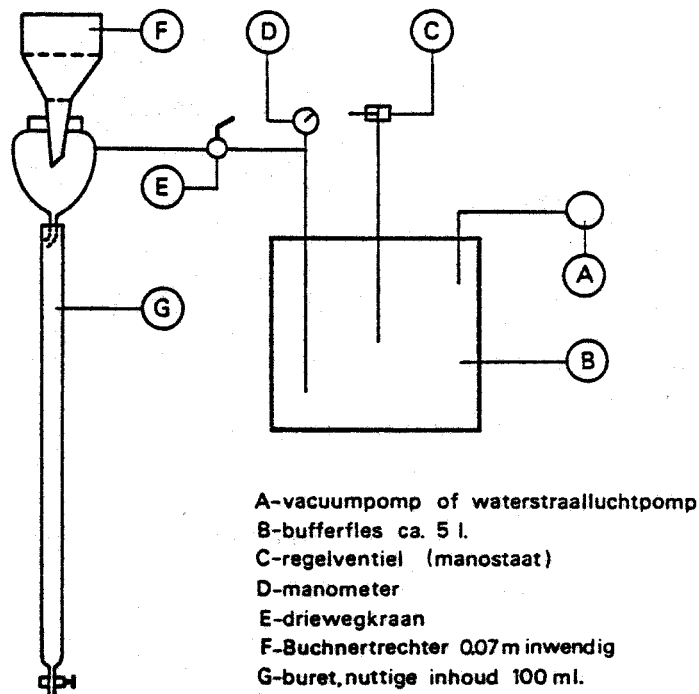 F
D
C
E
A
G
B
A-vacuumpomp of waterstraalluchtpomp
B-bufferfles ca. 5 l.
C-regelventiel (manostaat)
D-manometer
E-driewegkraan
F-Buchnertrechter 0.07 m inwendig
G-buret, nuttige inhoud 100 ml.